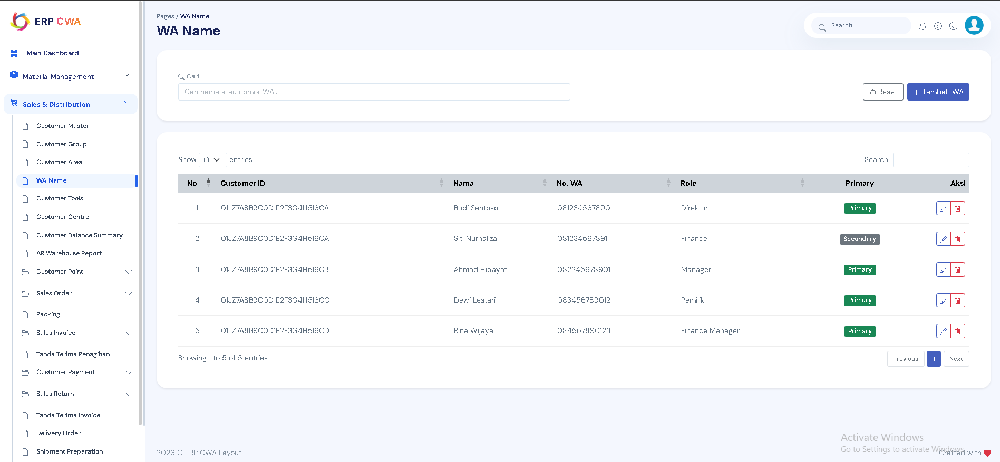 ERP CWA
Main Dashboard
Material Management
Sales & Distribution
Customer Master
Customer Group
Customer Area
WA Name
Customer Tools
Customer Centre
Customer Balance Summary
AR Warehouse Report
Customer Point
Sales Order
Packing
Sales Invoice
Tanda Terima Penagihan
Customer Payment
Sales Return
Tanda Terima Invoice
Delivery Order
Shipment Preparation
Pages / WA Name
WA Name
Search...
Cari
Cari nama atau nomor WA...
Reset
+ Tambah WA
Show 10 entries
Search:
No Customer ID Nama No. WA Role Primary Aksi
1 01JZ7A8B9C0D1E2F3G4H5I6CA Budi Santoso 081234567890 Direktur Primary
2 01JZ7A8B9C0D1E2F3G4H5I6CA Siti Nurhaliza 081234567891 Finance Secondary
3 01JZ7A8B9C0D1E2F3G4H5I6CB Ahmad Hidayat 082345678901 Manager Primary
4 01JZ7A8B9C0D1E2F3G4H5I6CC Dewi Lestari 083456789012 Pemilik Primary
5 01JZ7A8B9C0D1E2F3G4H5I6CD Rina Wijaya 084567890123 Finance Manager Primary
Showing 1 to 5 of 5 entries
Previous 1 Next
Activate Windows
Go to Settings to activate Windows.
2026 © ERP CWA Layout
Crafted with